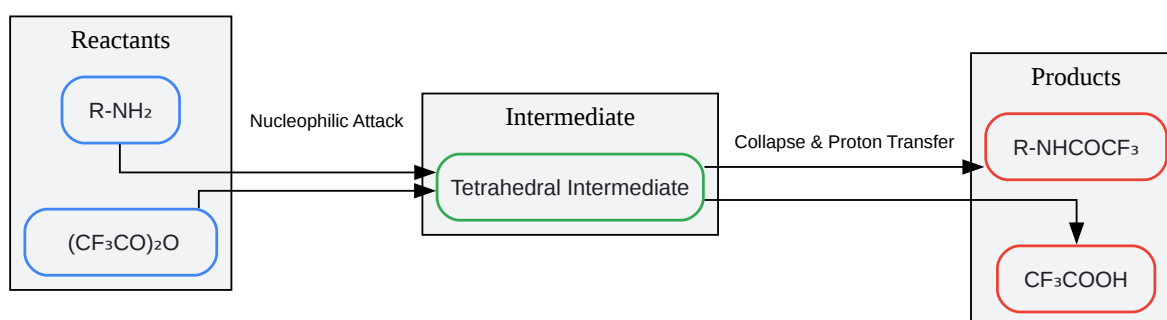 Reactants
R-NH₂
(CF₃CO)₂O
Nucleophilic Attack
Intermediate
Tetrahedral Intermediate
Collapse & Proton Transfer
Products
R-NHCOCF₃
CF₃COOH